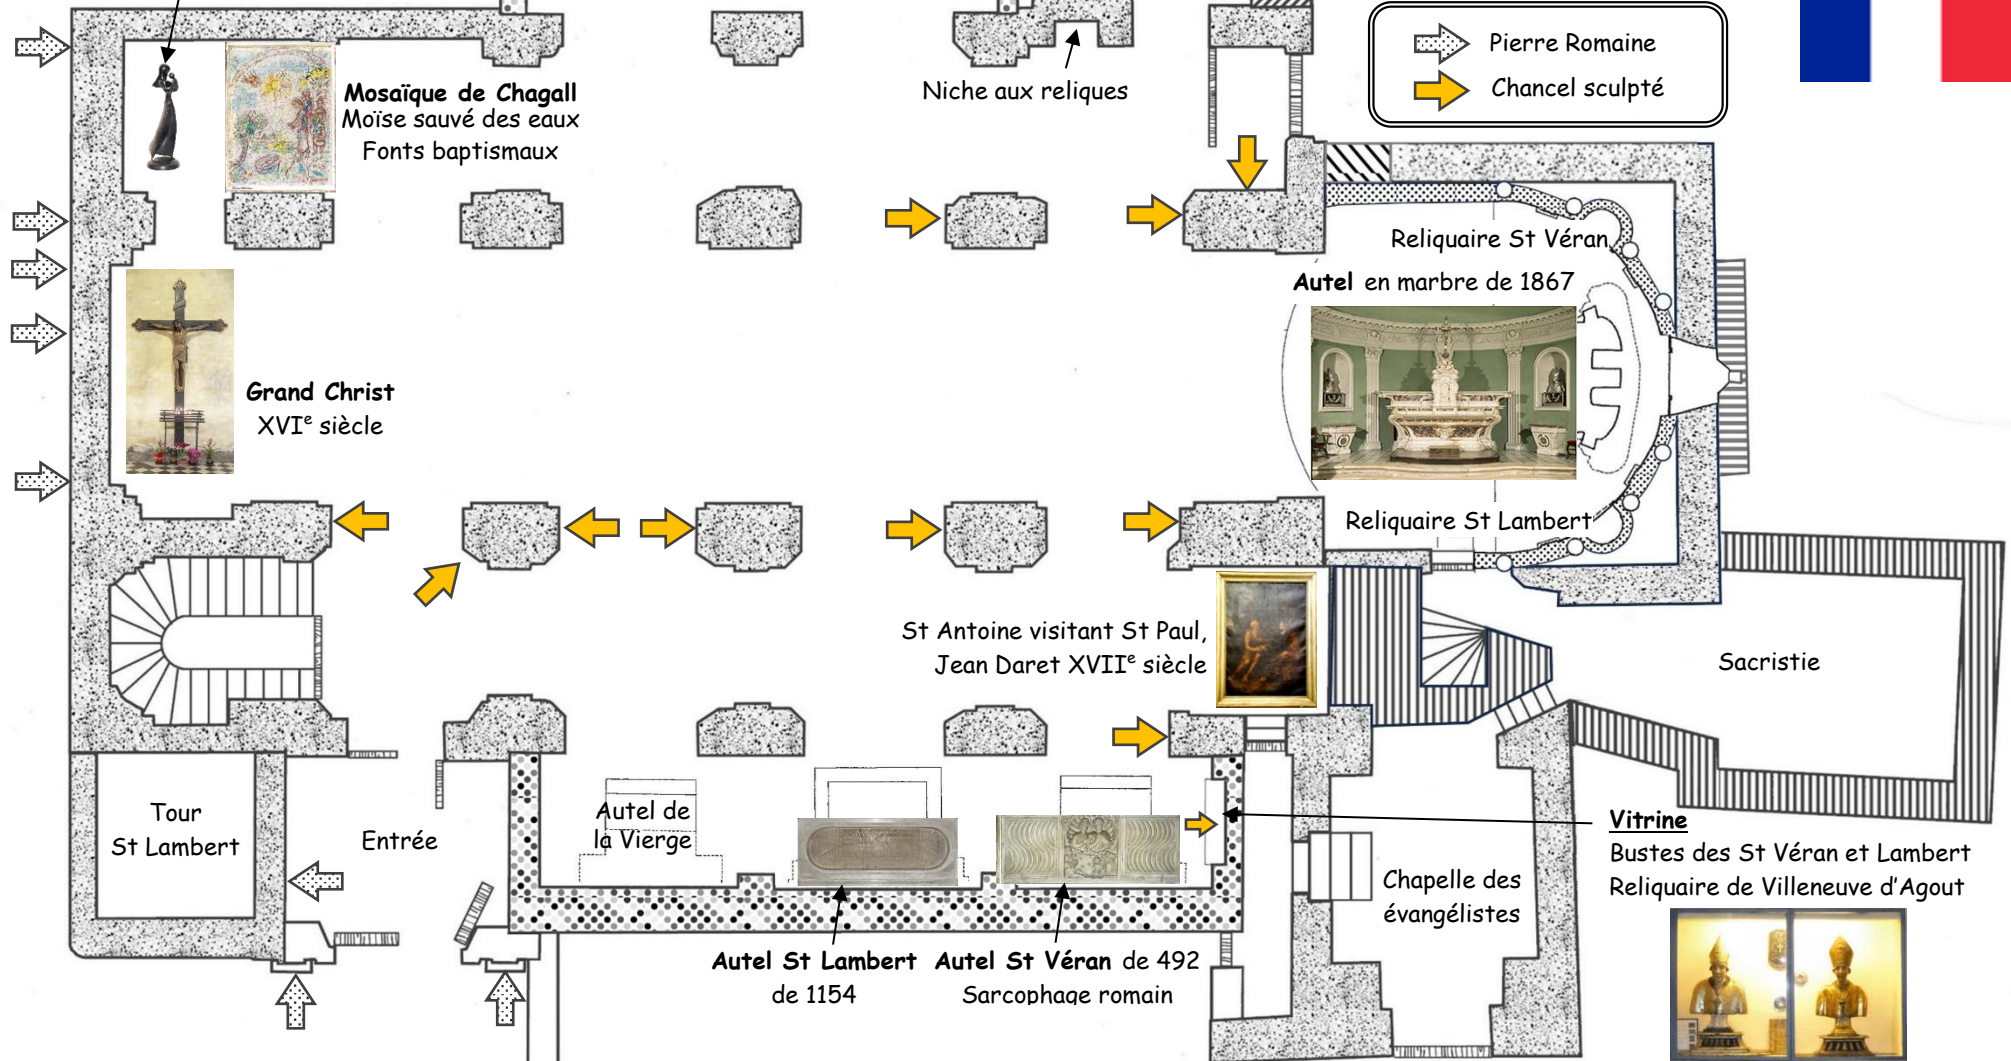 Pierre Romaine
Chancel sculpté
Niche aux reliques
Mosaïque de Chagall
Moïse sauvé des eaux
Fonts baptismaux
Reliquaire St Véran
Autel en marbre de 1867
Grand Christ
XVIe siècle
Reliquaire St Lambert
St Antoine visitant St Paul,
Jean Daret XVIIe siècle
Sacristie
Tour
St Lambert
Entrée
Autel de
la Vierge
Vitrine
Bustes des St Véran et Lambert
Reliquaire de Villeneuve d'Agout
Chapelle des
évangélistes
Autel St Lambert
de 1154
Autel St Véran de 492
Sarcophage romain